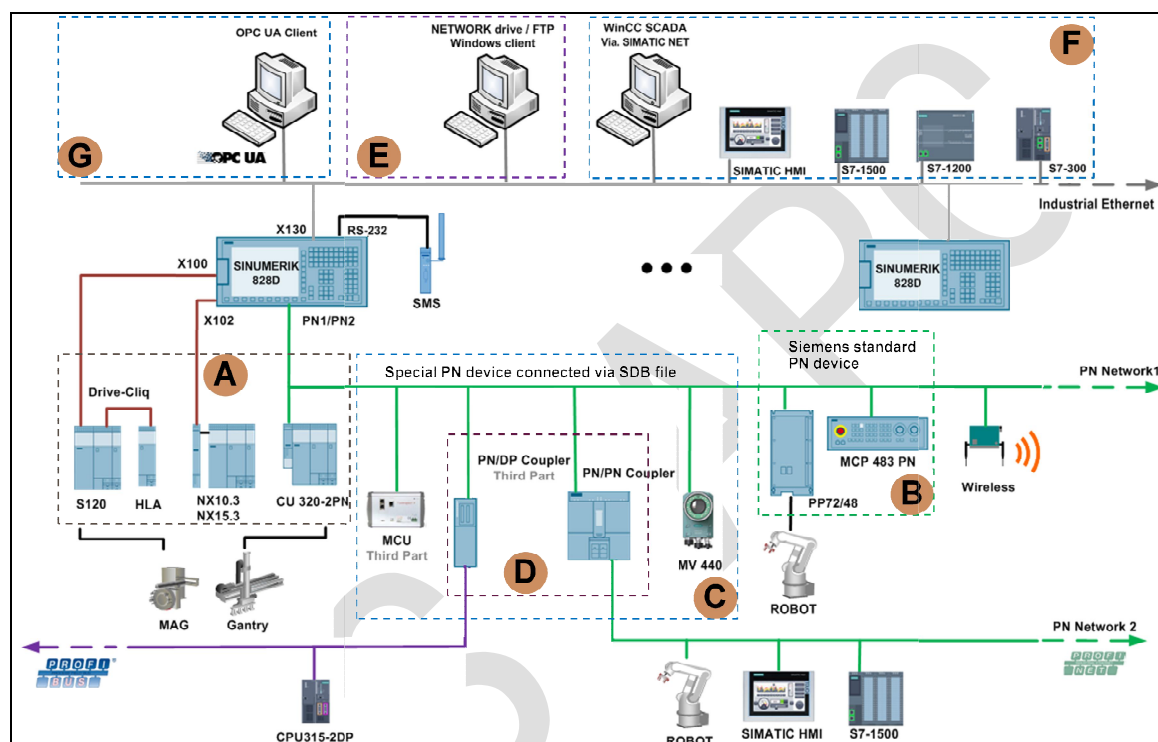 OPC UA Client
NETWORK drive / FTP
Windows client
WinCC SCADA
Via. SIMATIC NET
F
G
OPC UA
E
SIMATIC HMI
S7-1500
S7-1200
S7-300
Industrial Ethernet
X130
RS-232
X100
SINUMERIK
828D
SMS
SINUMERIK
828D
X102
PN1/PN2
A
Special PN device connected via SDB file
Siemens standard
PN device
PN Network1
Drive-Cliq
PN/DP Coupler
Third Part
PN/PN Coupler
MCP 483 PN
Wireless
S120
HLA
NX10.3
NX15.3
CU 320-2PN
B
PP72/48
MCU
Third Part
D
MV 440
C
ROBOT
MAG
Gantry
PN Network 2
PROFI
BUS
PROFI
NET
CPU315-2DP
ROBOT
SIMATIC HMI
S7-1500